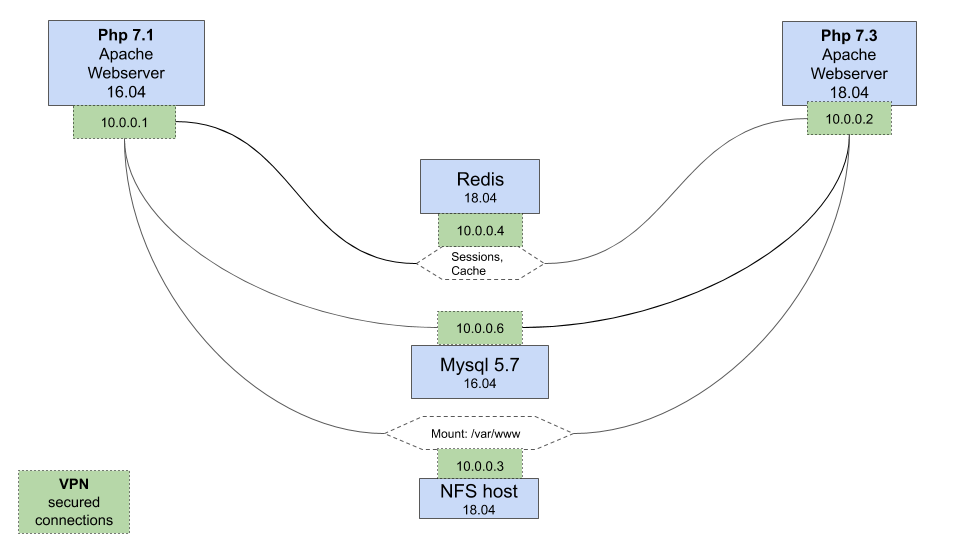 Php 7.1
Apache
Webserver
16.04
10.0.0.1
Php 7.3
Apache
Webserver
18.04
10.0.0.2
Redis
18.04
10.0.0.4
Sessions,
Cache
10.0.0.6
Mysql 5.7
16.04
Mount: /var/www
10.0.0.3
NFS host
18.04
VPN
secured
connections